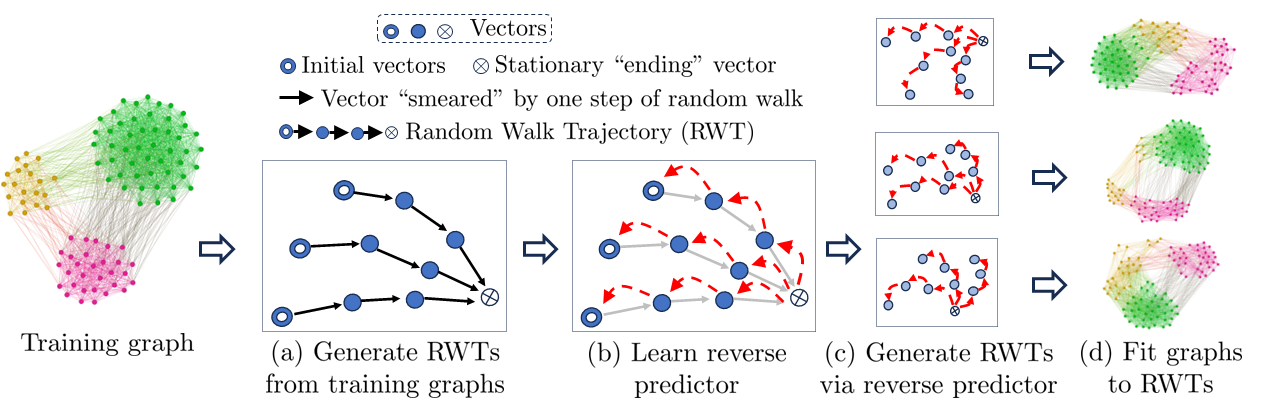 Vectors
Initial vectors
Stationary “ending” vector
Vector “smeared” by one step of random walk
Random Walk Trajectory (RWT)
Training graph
(a) Generate RWTs
from training graphs
(b) Learn reverse
predictor
(c) Generate RWTs
via reverse predictor
(d) Fit graphs
to RWTs